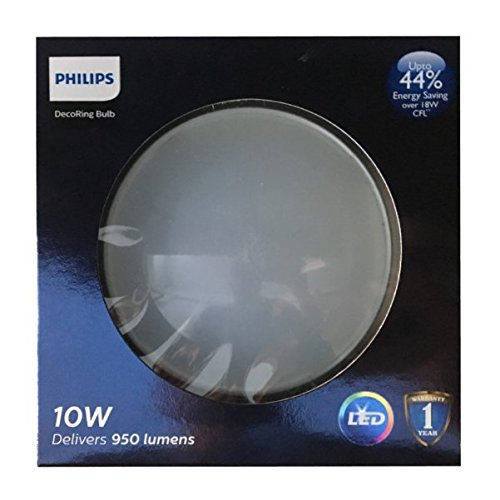 PHILIPS
DecoRing Bulb
Upto
44%
Energy Saving
over 18W
CFL**
10W
Delivers 950 lumens
LED
WARRANTY
1
YEAR